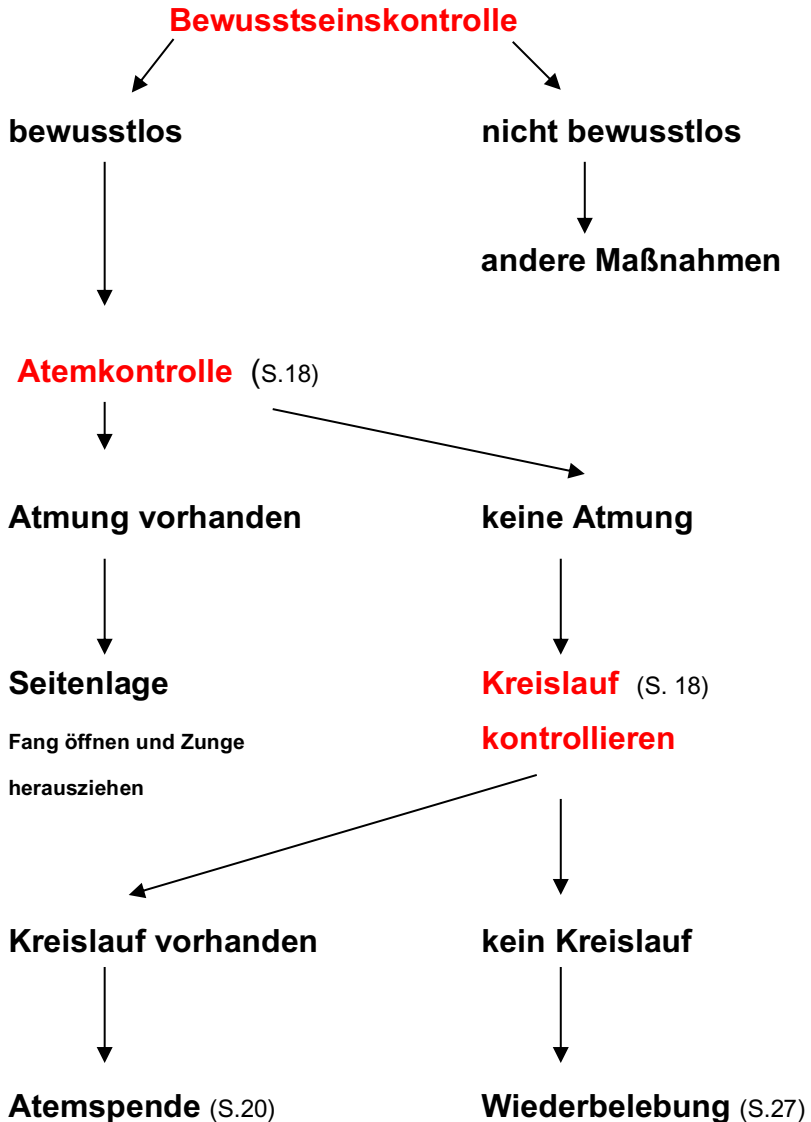 Bewusstseinskontrolle
bewusstlos
nicht bewusstlos
andere Maßnahmen
Atemkontrolle (S.18)
Atmung vorhanden
keine Atmung
Seitenlage
Fang öffnen und Zunge
herausziehen
Kreislauf (S. 18)
kontrollieren
Kreislauf vorhanden
kein Kreislauf
Atemspende (S.20)
Wiederbelebung (S.27)